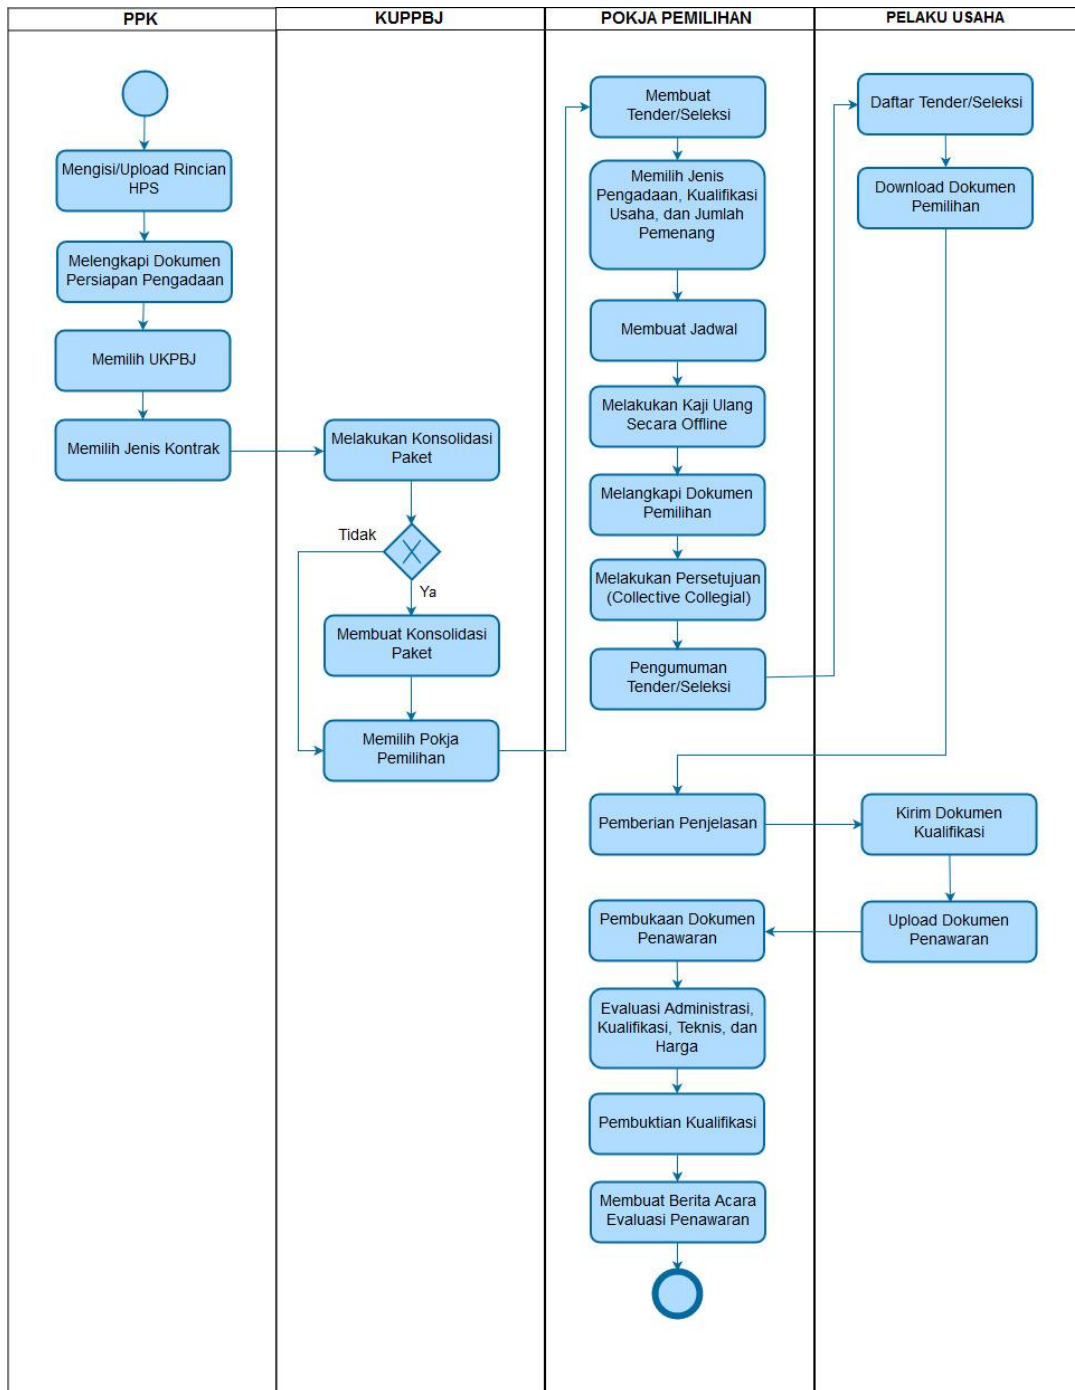 PPK
KUPPBJ
POKJA PEMILIHAN
PELAKU USAHA
Mengisi/Upload Rincian
HPS
Melengkapi Dokumen
Persiapan Pengadaan
Memilih UKPBJ
Memilih Jenis Kontrak
Melakukan Konsolidasi
Paket
Tidak
Ya
Membuat Konsolidasi
Paket
Memilih Pokja
Pemilihan
Membuat
Tender/Seleksi
Memilih Jenis
Pengadaan, Kualifikasi
Usaha, dan Jumlah
Pemenang
Membuat Jadwal
Melakukan Kaji Ulang
Secara Offline
Melangkapi Dokumen
Pemilihan
Melakukan Persetujuan
(Collective Collegial)
Pengumuman
Tender/Seleksi
Daftar Tender/Seleksi
Download Dokumen
Pemilihan
Pemberian Penjelasan
Kirim Dokumen
Kualifikasi
Upload Dokumen
Penawaran
Pembukaan Dokumen
Penawaran
Evaluasi Administrasi,
Kualifikasi, Teknis, dan
Harga
Pembuktian Kualifikasi
Membuat Berita Acara
Evaluasi Penawaran